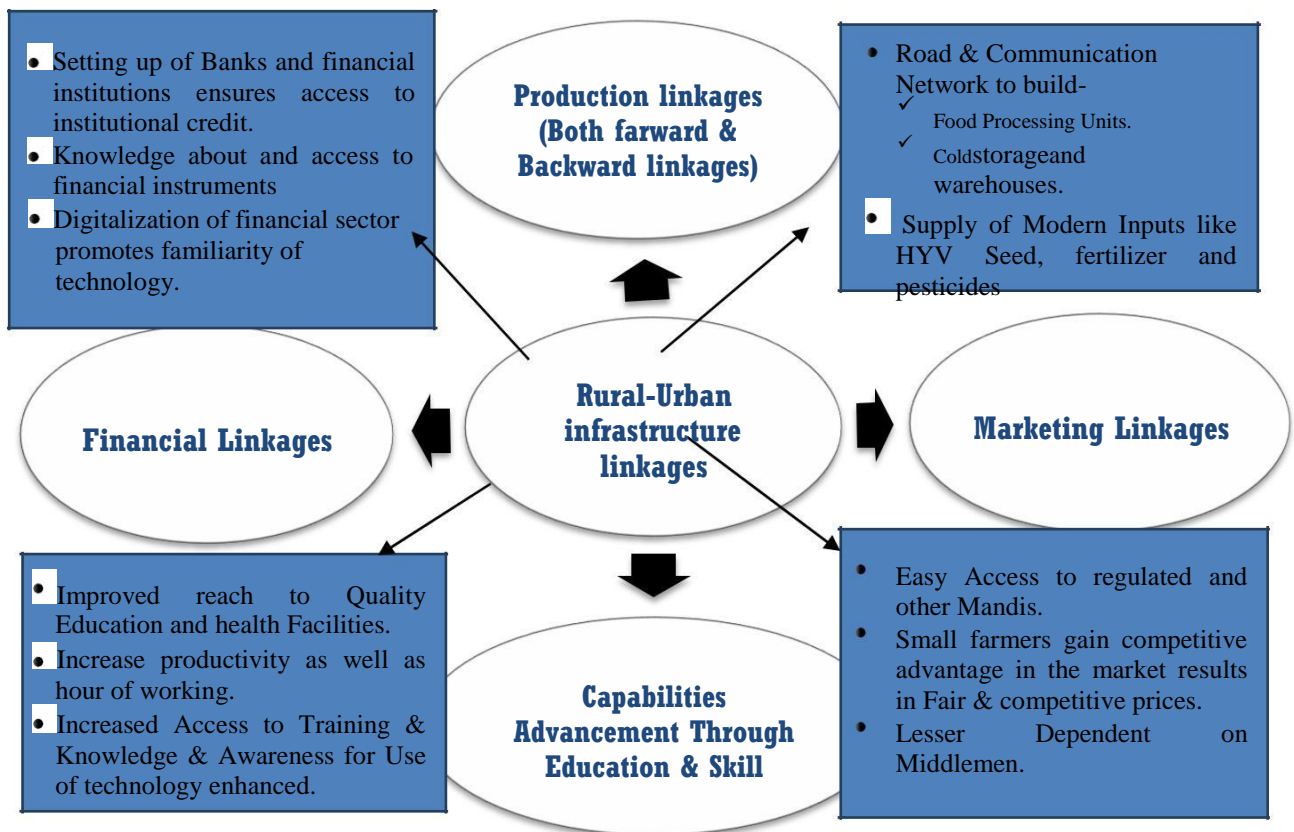 • Setting up of Banks and financial
institutions ensures access to
institutional credit.
• Knowledge about and access to
financial instruments
• Digitalization of financial sector
promotes familiarity of
technology.
Production linkages
(Both farward &
Backward linkages)
• Road & Communication
Network to build-
✓ Food Processing Units.
✓ Coldstorageand
warehouses.
• Supply of Modern Inputs like
HYV Seed, fertilizer and
pesticides
Financial Linkages
Rural-Urban
infrastructure
linkages
Marketing Linkages
• Improved reach to Quality
Education and health Facilities.
• Increase productivity as well as
hour of working.
• Increased Access to Training &
Knowledge & Awareness for Use
of technology enhanced.
Capabilities
Advancement Through
Education & Skill
• Easy Access to regulated and
other Mandis.
• Small farmers gain competitive
advantage in the market results
in Fair & competitive prices.
• Lesser Dependent on
Middlemen.